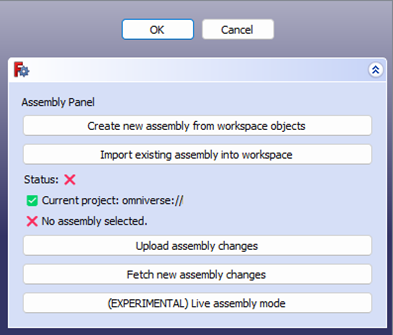 OK Cancel
Assembly Panel
Create new assembly from workspace objects
Import existing assembly into workspace
Status: ❌
✅ Current project: omniverse://
❌ No assembly selected.
Upload assembly changes
Fetch new assembly changes
(EXPERIMENTAL) Live assembly mode